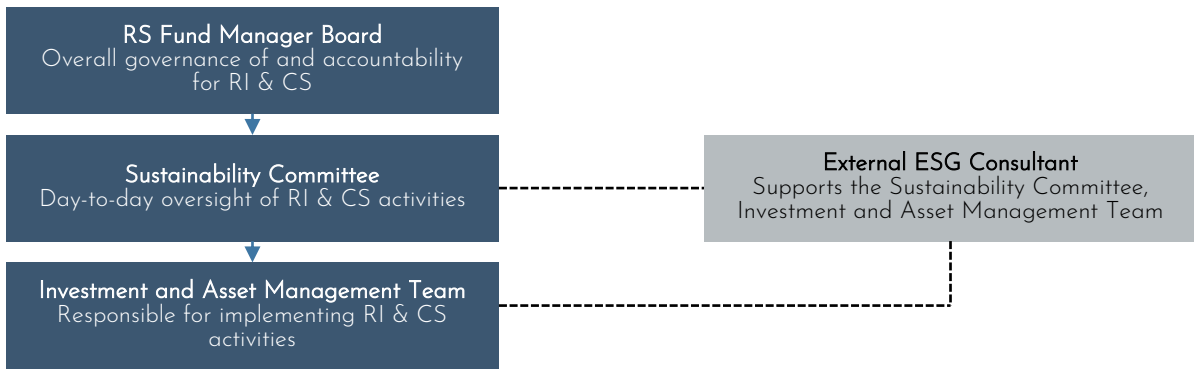 RS Fund Manager Board
Overall governance of and accountability
for RI & CS
Sustainability Committee
Day-to-day oversight of RI & CS activities
External ESG Consultant
Supports the Sustainability Committee,
Investment and Asset Management Team
Investment and Asset Management Team
Responsible for implementing RI & CS
activities